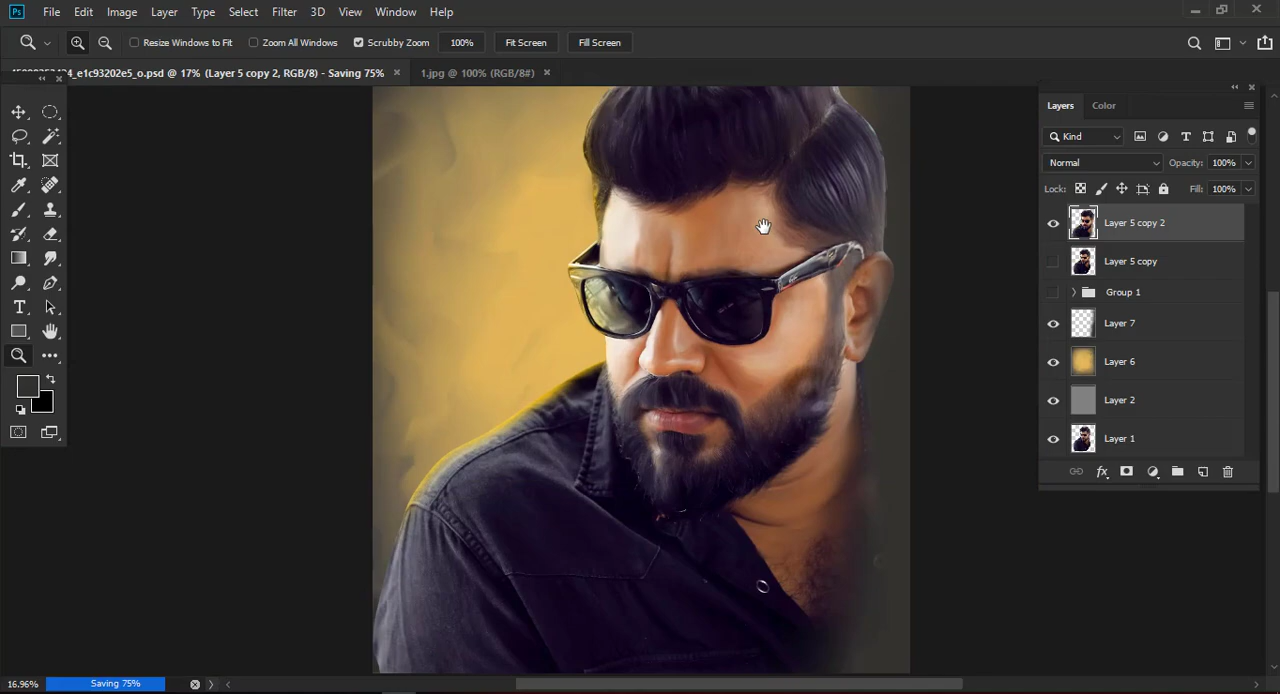 Ps File Edit Image Layer Type Select Filter 3D View Window Help
Resize Windows to Fit Zoom All Windows Scrubby Zoom 100% Fit Screen Fill Screen
_e1c93202e5_o.psd @ 17% (Layer 5 copy 2, RGB/8) - Saving 75% × 1.jpg @ 100% (RGB/8#) ×
Layers Color
Kind
Normal Opacity: 100%
Lock: Fill: 100%
Layer 5 copy 2
Layer 5 copy
Group 1
Layer 7
Layer 6
Layer 2
Layer 1
fx
16.96% Saving 75%